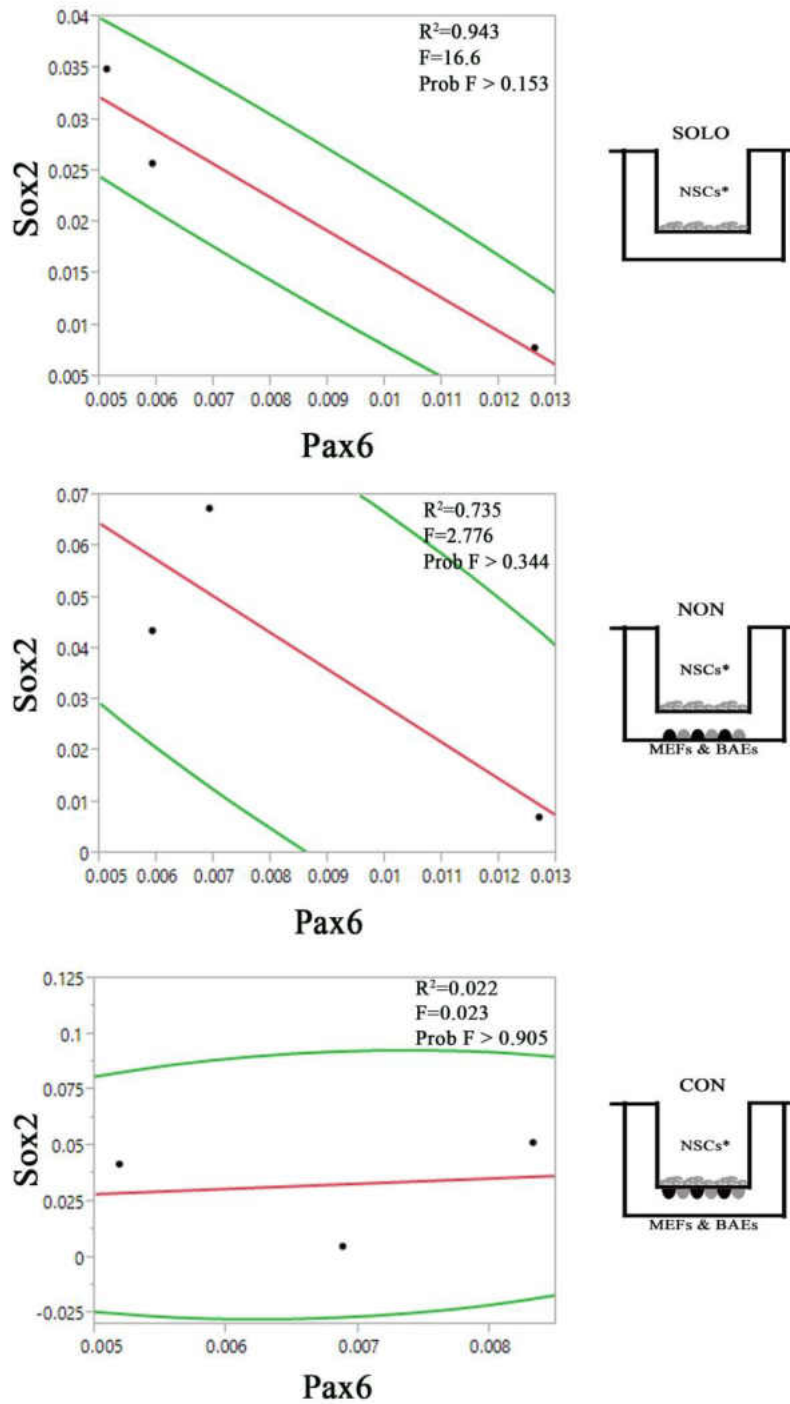 R²=0.943
F=16.6
Prob F > 0.153
0.04
0.035
0.03
0.025
0.02
0.015
0.01
0.005
Sox2
0.005 0.006 0.007 0.008 0.009 0.01 0.011 0.012 0.013
Pax6
SOLO
NSCs*
R²=0.735
F=2.776
Prob F > 0.344
0.07
0.06
0.05
0.04
0.03
0.02
0.01
0
Sox2
0.005 0.006 0.007 0.008 0.009 0.01 0.011 0.012 0.013
Pax6
NON
NSCs*
MEFs & BAEs
R²=0.022
F=0.023
Prob F > 0.905
0.125
0.1
0.075
0.05
0.025
0
-0.025
Sox2
0.005 0.006 0.007 0.008
Pax6
CON
NSCs*
MEFs & BAEs